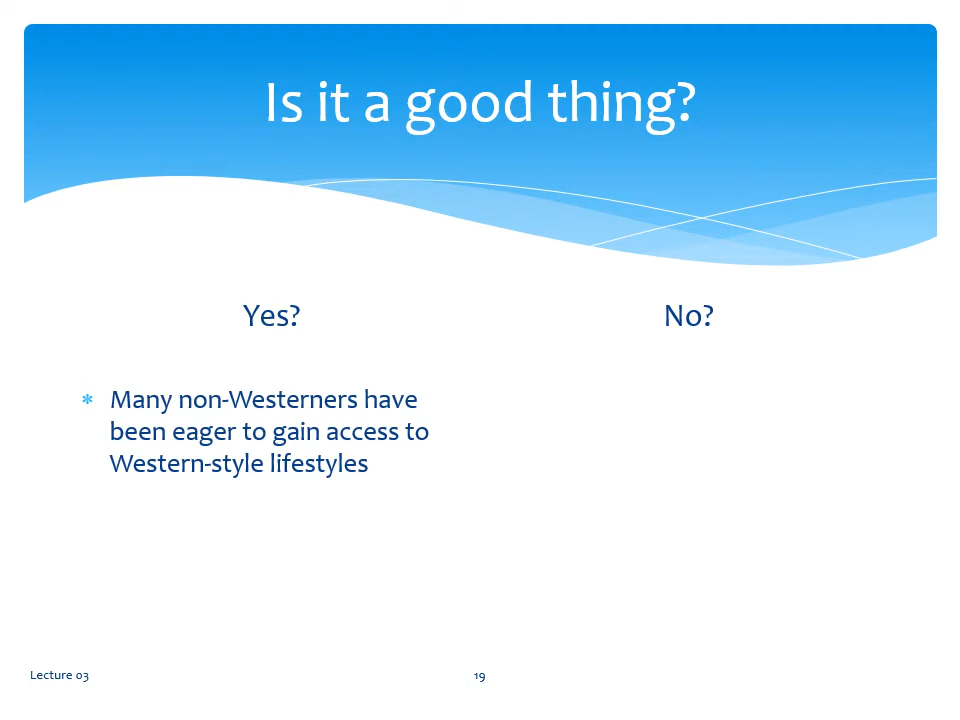 Is it a good thing?
Yes?
No?
* Many non-Westerners have
been eager to gain access to
Western-style lifestyles
Lecture 03
19